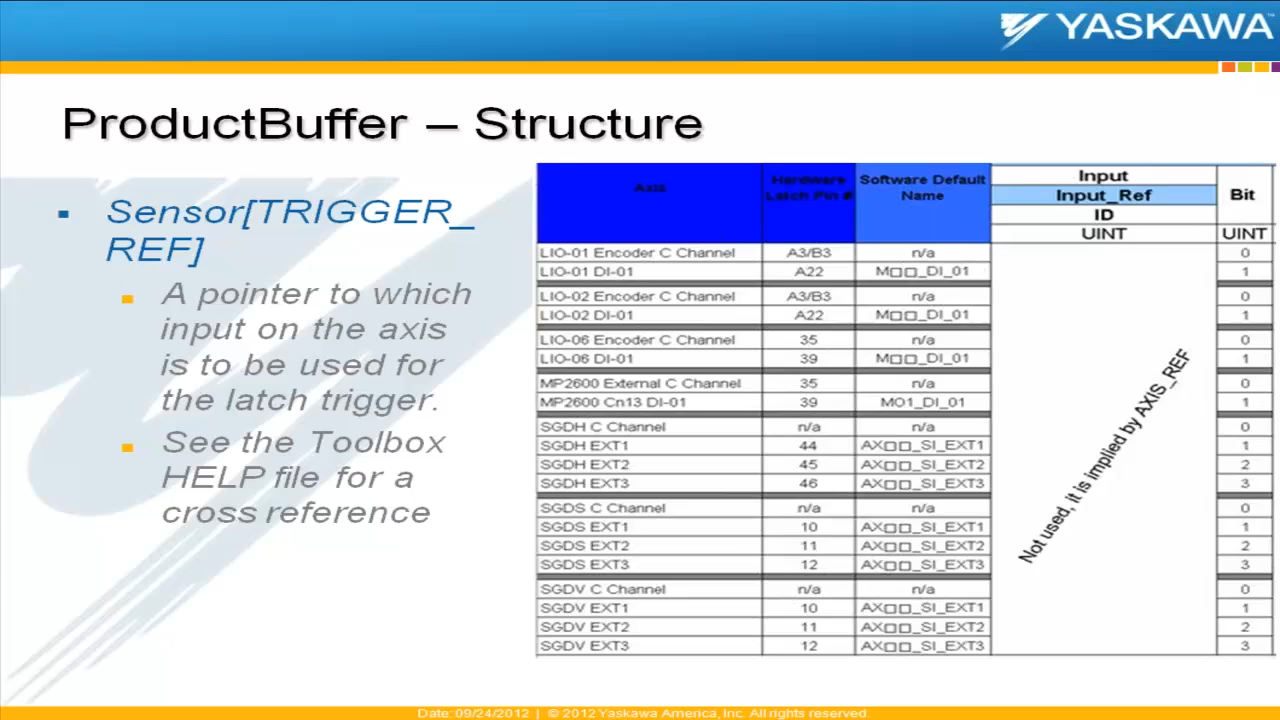 YASKAWA
ProductBuffer – Structure
Sensor[TRIGGER_
REF]
A pointer to which
input on the axis
is to be used for
the latch trigger.
See the Toolbox
HELP file for a
cross reference
Axis Hardware Latch Pin # Software Default Name Input Bit
Input_Ref
ID
UINT UINT
LIO-01 Encoder C Channel A3/B3 n/a 0
LIO-01 DI-01 A22 M□□_DI_01 1
LIO-02 Encoder C Channel A3/B3 n/a 0
LIO-02 DI-01 A22 M□□_DI_01 1
LIO-06 Encoder C Channel 35 n/a 0
LIO-06 DI-01 39 M□□_DI_01 1
MP2600 External C Channel 35 n/a 0
MP2600 Cn13 DI-01 39 MO1_DI_01 1
SGDH C Channel n/a n/a 0
SGDH EXT1 44 AX□□_SI_EXT1 1
SGDH EXT2 45 AX□□_SI_EXT2 2
SGDH EXT3 46 AX□□_SI_EXT3 3
SGDS C Channel n/a n/a 0
SGDS EXT1 10 AX□□_SI_EXT1 1
SGDS EXT2 11 AX□□_SI_EXT2 2
SGDS EXT3 12 AX□□_SI_EXT3 3
SGDV C Channel n/a n/a 0
SGDV EXT1 10 AX□□_SI_EXT1 1
SGDV EXT2 11 AX□□_SI_EXT2 2
SGDV EXT3 12 AX□□_SI_EXT3 3
Not used, it is implied by AXIS_REF
Date: 09/24/2012 | © 2012 Yaskawa America, Inc. All rights reserved.